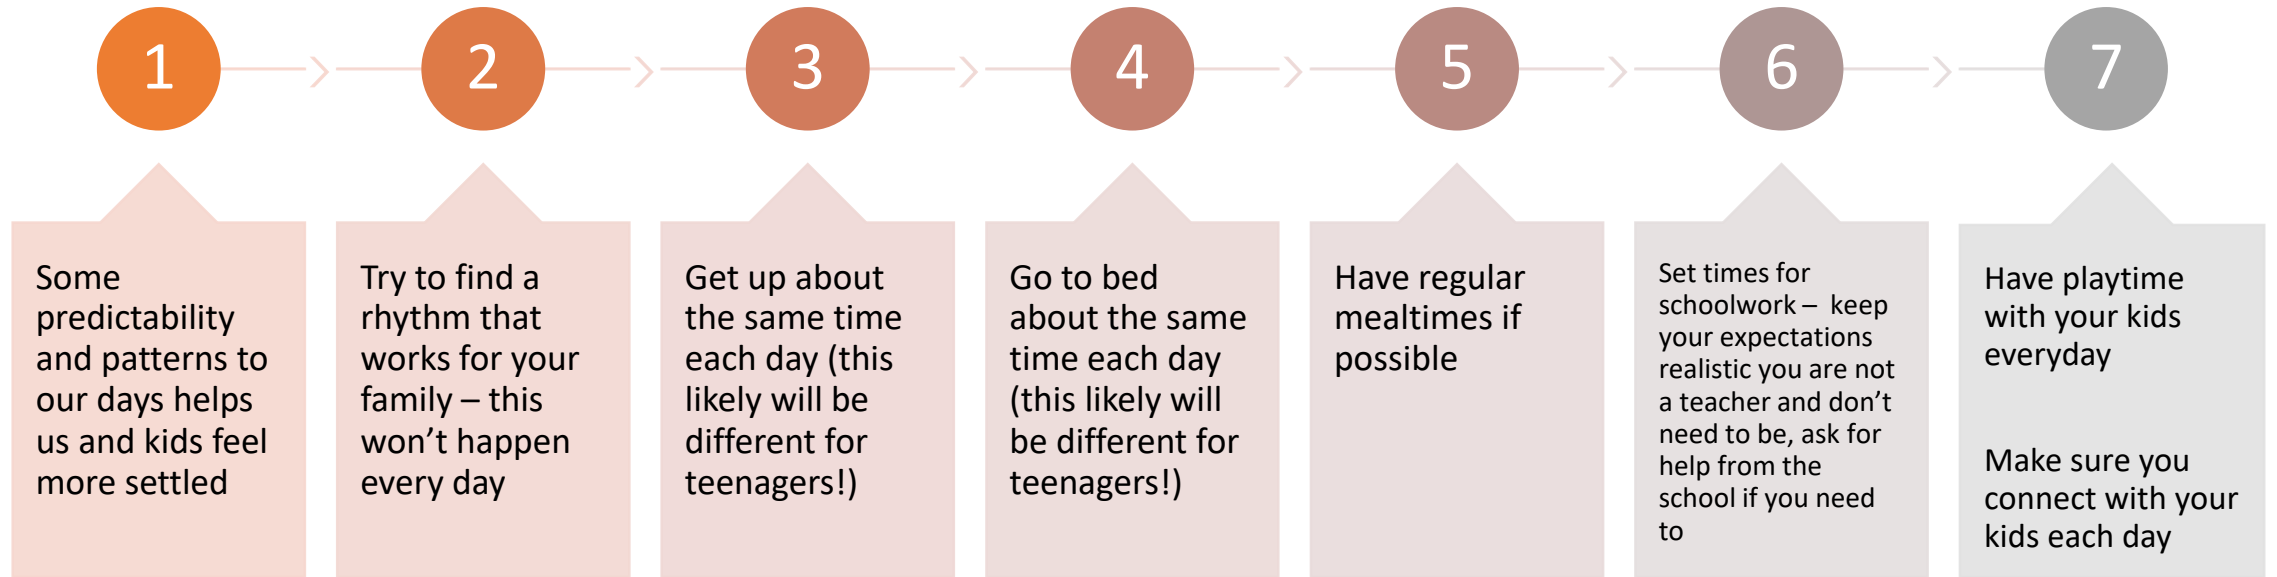 1
2
3
4
5
6
7
Some
predictability
and patterns to
our days helps
us and kids feel
more settled
Try to find a
rhythm that
works for your
family – this
won’t happen
every day
Get up about
the same time
each day (this
likely will be
different for
teenagers!)
Go to bed
about the same
time each day
(this likely will
be different for
teenagers!)
Have regular
mealtimes if
possible
Set times for
schoolwork –  keep
your expectations
realistic you are not
a teacher and don’t
need to be, ask for
help from the
school if you need
to
Have playtime
with your kids
everyday
Make sure you
connect with your
kids each day